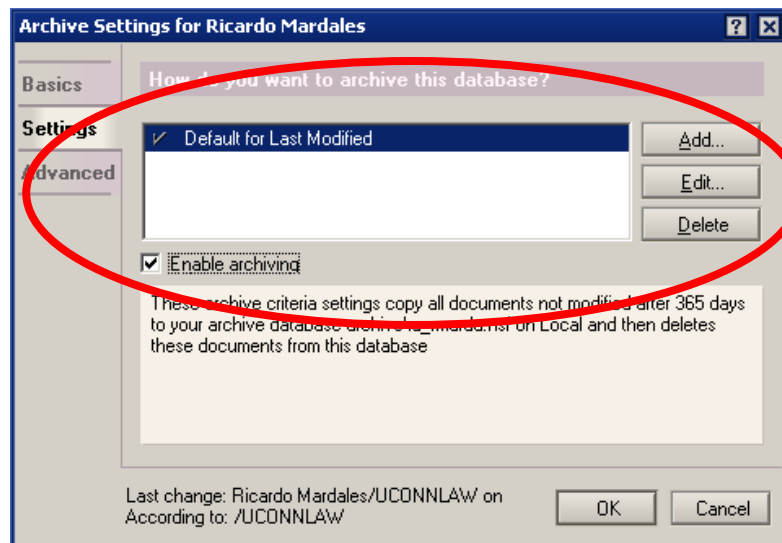 Archive Settings for Ricardo Mardales
Basics
How do you want to archive this database?
Settings
Default for Last Modified
Add...
Advanced
Edit...
Delete
Enable archiving
These archive criteria settings copy all documents not modified after 365 days
to your archive database on Local and then deletes
these documents from this database
Last change: Ricardo Mardales/UCONNLAW on
According to: /UCONNLAW
OK
Cancel